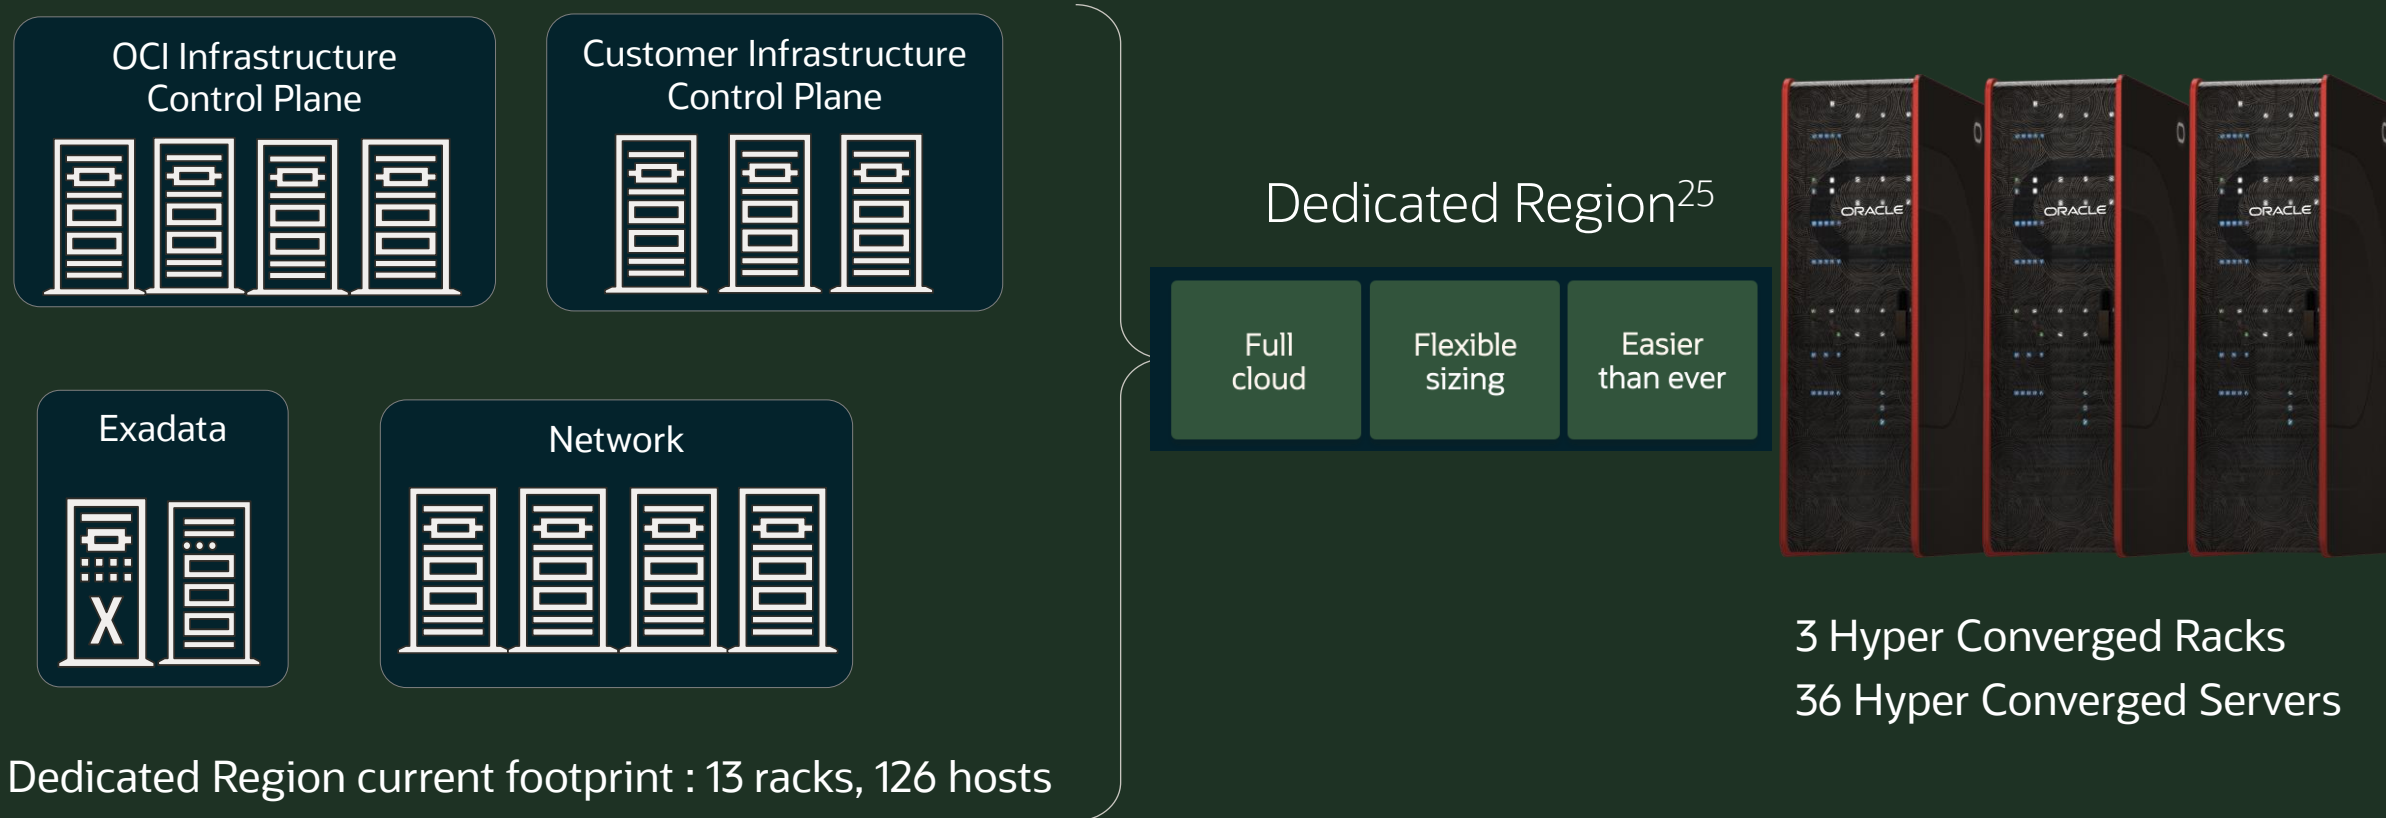 OCI Infrastructure
Control Plane
Customer Infrastructure
Control Plane
Exadata
X
Network
Dedicated Region current footprint : 13 racks, 126 hosts
Dedicated Region²⁵
Full
cloud
Flexible
sizing
Easier
than ever
ORACLE
ORACLE
ORACLE
3 Hyper Converged Racks
36 Hyper Converged Servers